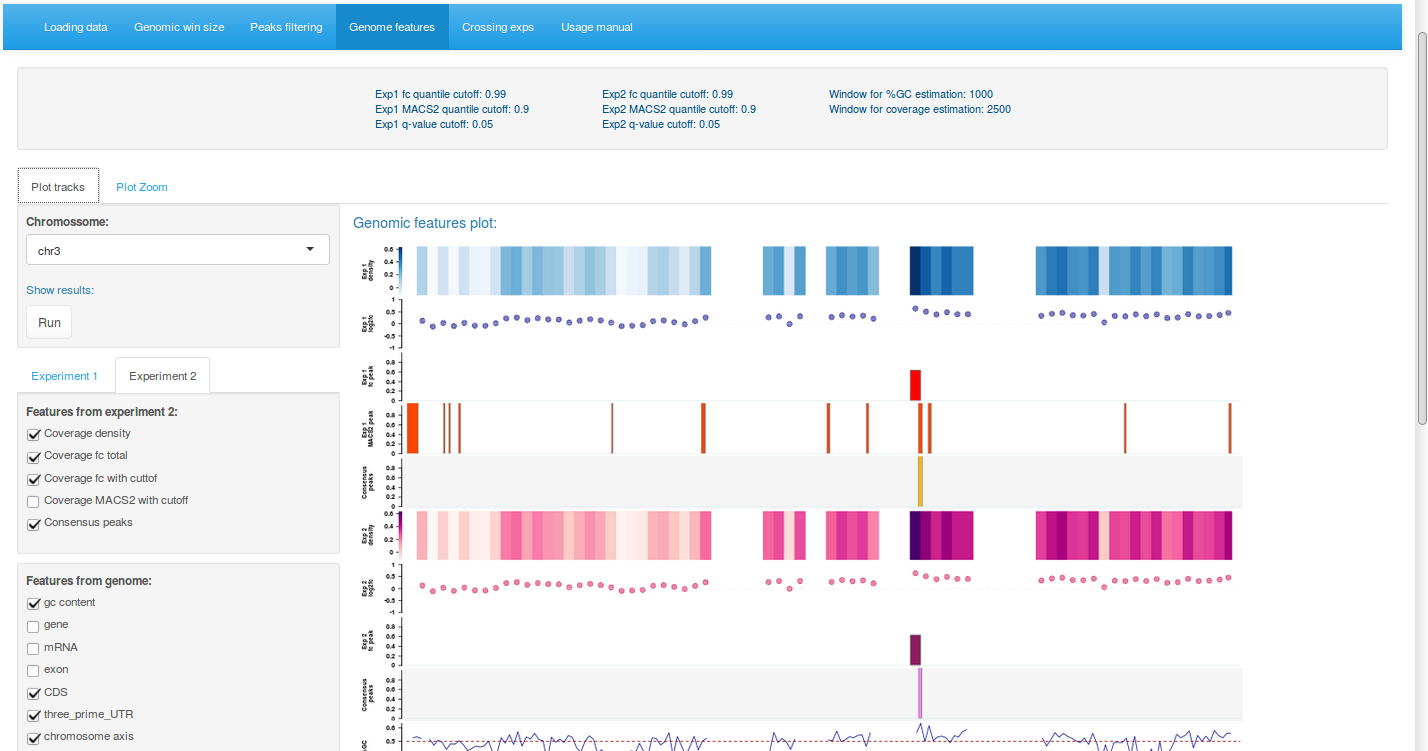 Loading data Genomic win size Peaks filtering Genome features Crossing exps Usage manual
Exp1 fc quantile cutoff: 0.99 Exp2 fc quantile cutoff: 0.99 Window for %GC estimation: 1000
Exp1 MACS2 quantile cutoff: 0.9 Exp2 MACS2 quantile cutoff: 0.9 Window for coverage estimation: 2500
Exp1 q-value cutoff: 0.05 Exp2 q-value cutoff: 0.05
Plot tracks Plot Zoom
Chromossome:
chr3
Show results:
Run
Experiment 1 Experiment 2
Features from experiment 2:
Coverage density
Coverage fc total
Coverage fc with cuttof
Coverage MACS2 with cutoff
Consensus peaks
Features from genome:
gc content
gene
mRNA
exon
CDS
three_prime_UTR
chromosome axis
Genomic features plot:
Exp 1
density
0.6
0.4
0.2
0
Exp 1
log2fc
1
0.5
0
-0.5
-1
Exp 1
fc peak
0.8
0.6
0.4
0.2
0
Exp 1
MACS2 peak
0.8
0.6
0.4
0.2
0
Consensus
peaks
0.8
0.6
0.4
0.2
0
Exp 2
density
0.6
0.4
0.2
0
Exp 2
log2fc
1
0.5
0
-0.5
-1
Exp 2
fc peak
0.8
0.6
0.4
0.2
0
Consensus
peaks
0.8
0.6
0.4
0.2
0
GC
0.6
0.5